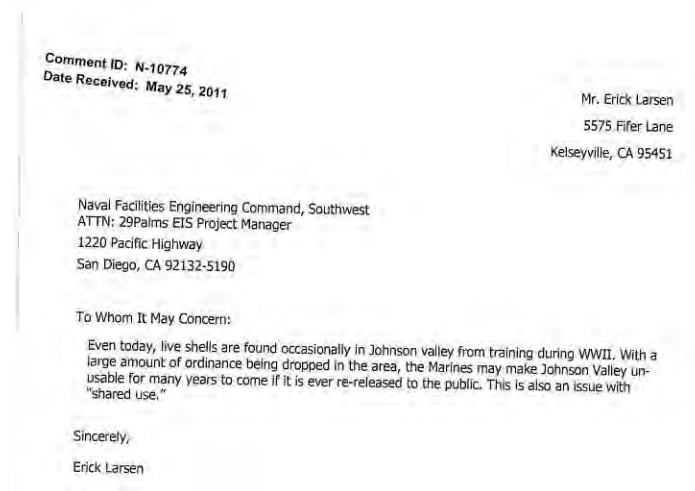 Comment ID: N-10774
Date Received: May 25, 2011
Mr. Erick Larsen
5575 Fifer Lane
Kelseyville, CA 95451
Naval Facilities Engineering Command, Southwest
ATTN: 29Palms EIS Project Manager
1220 Pacific Highway
San Diego, CA 92132-5190
To Whom It May Concern:
Even today, live shells are found occasionally in Johnson valley from training during WWII. With a
large amount of ordinance being dropped in the area, the Marines may make Johnson Valley un-
usable for many years to come if it is ever re-released to the public. This is also an issue with
"shared use."
Sincerely,
Erick Larsen